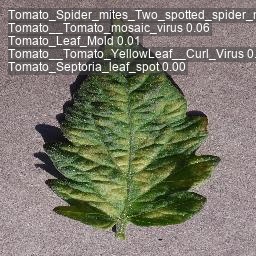 Tomato_Spider_mites_Two_spotted_spider_
Tomato__Tomato_mosaic_virus 0.06
Tomato_Leaf_Mold 0.01
Tomato__Tomato_YellowLeaf__Curl_Virus 0.
Tomato_Septoria_leaf_spot 0.00